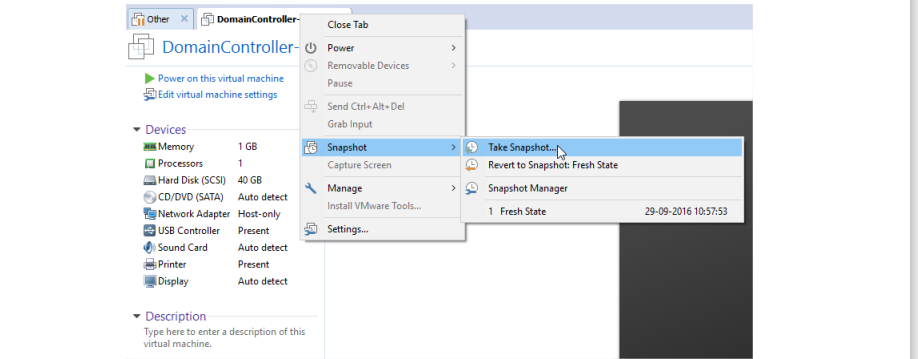 Other
DomainController-
DomainController-
Power on this virtual machine
Edit virtual machine settings
Devices
Memory 1 GB
Processors 1
Hard Disk (SCSI) 40 GB
CD/DVD (SATA) Auto detect
Network Adapter Host-only
USB Controller Present
Sound Card Auto detect
Printer Present
Display Auto detect
Description
Type here to enter a description of this
virtual machine.
Close Tab
Power
Removable Devices
Pause
Send Ctrl+Alt+Del
Grab Input
Snapshot
Capture Screen
Manage
Install VMware Tools...
Settings...
Take Snapshot...
Revert to Snapshot: Fresh State
Snapshot Manager
1 Fresh State 29-09-2016 10:57:53